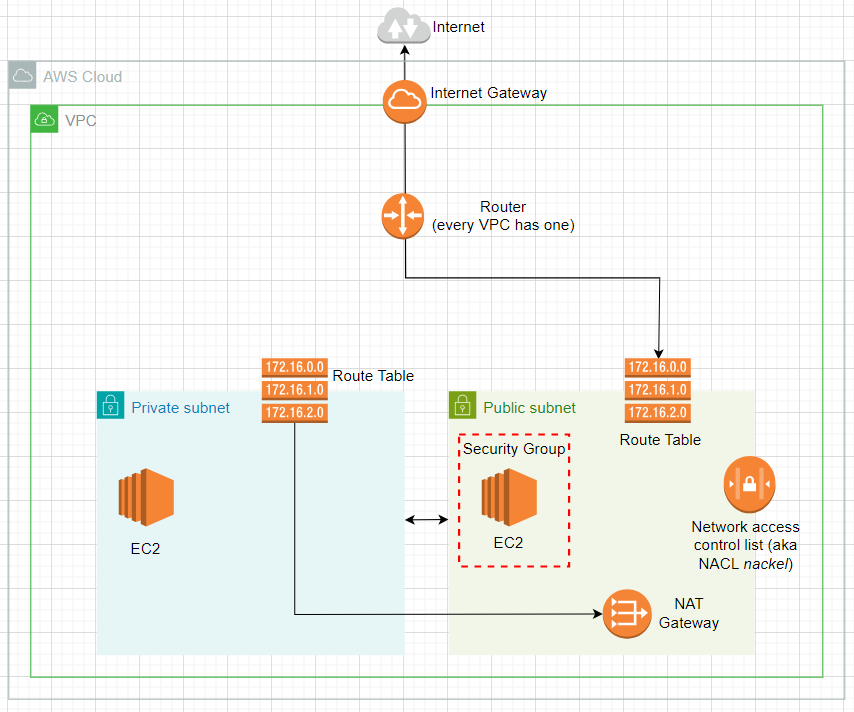 Internet
AWS Cloud
Internet Gateway
VPC
Router
(every VPC has one)
172.16.0.0
172.16.1.0
172.16.2.0
Route Table
172.16.0.0
172.16.1.0
172.16.2.0
Route Table
Private subnet
Public subnet
Security Group
EC2
EC2
Network access
control list (aka
NACL nackel)
NAT
Gateway